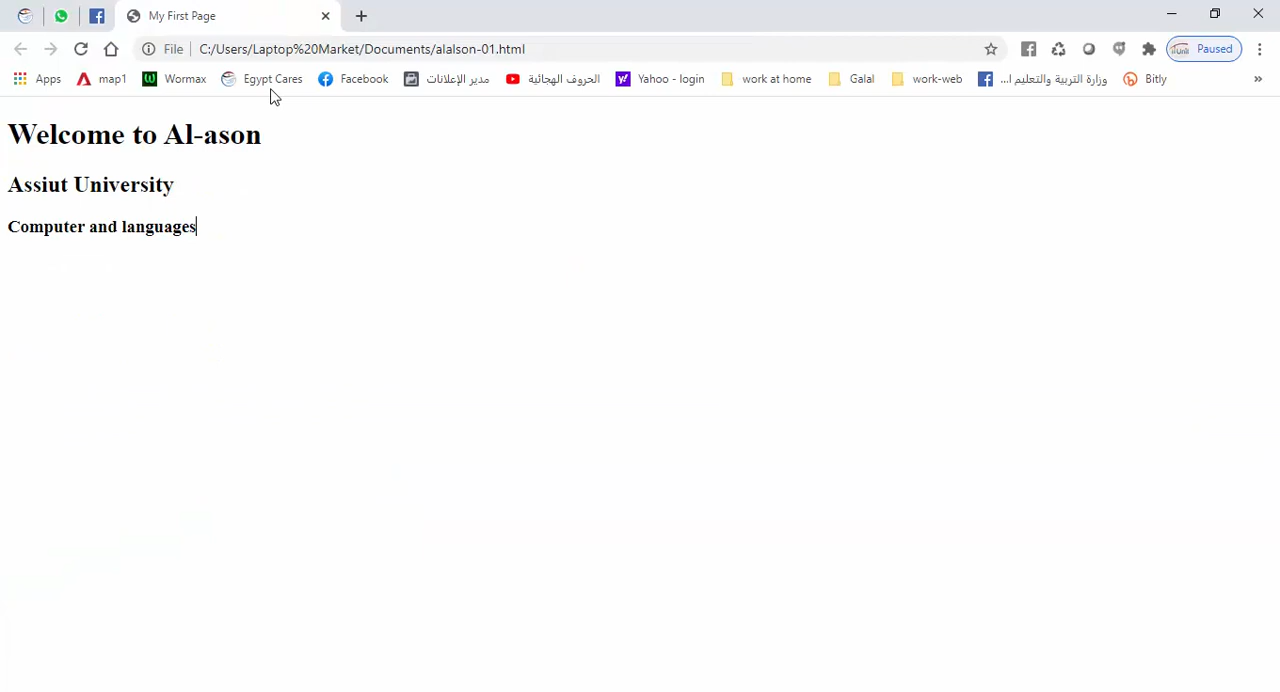 My First Page
File C:/Users/Laptop%20Market/Documents/alalson-01.html Paused
Apps map1 Wormax Egypt Cares Facebook مدير الإعلانات الحروف الهجائية Yahoo - login work at home Galal work-web وزارة التربية والتعليم ا... Bitly »
Welcome to Al-ason
Assiut University
Computer and languages